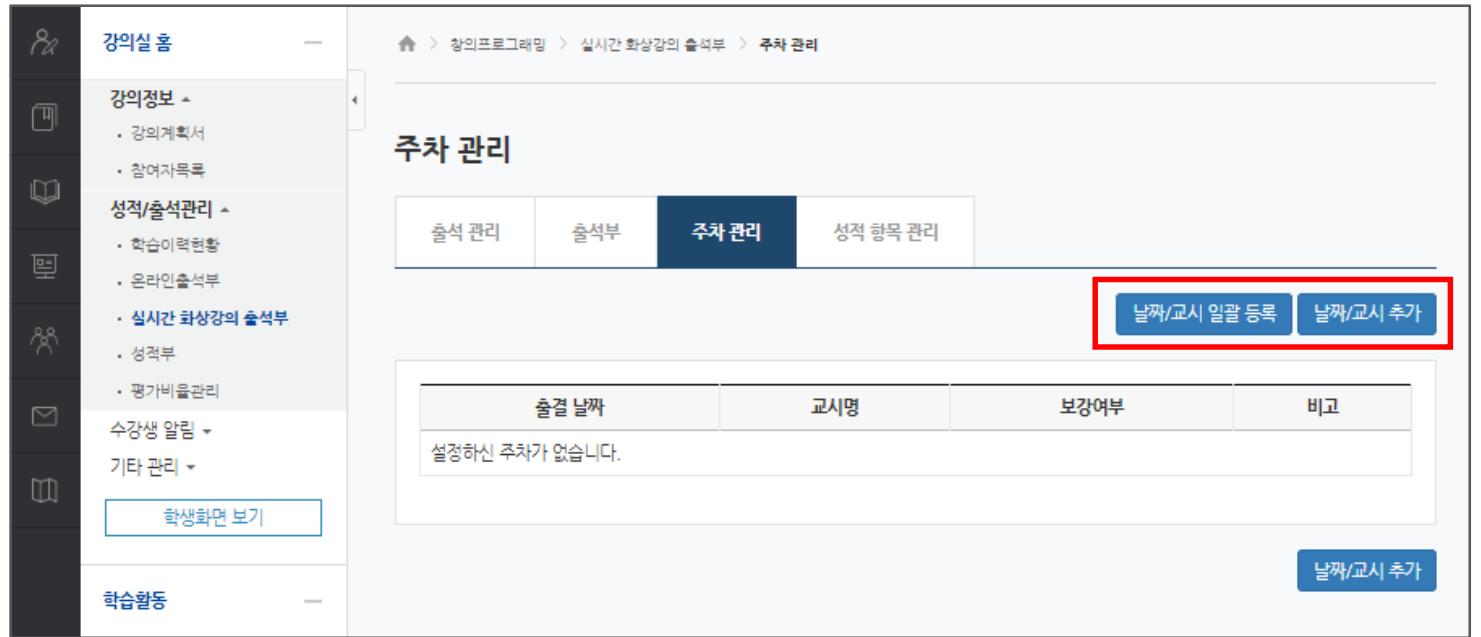 강의실 홈
강의정보
강의계획서
참여자목록
성적/출석관리
학습이력현황
온라인출석부
실시간 화상강의 출석부
성적부
평가비율관리
수강생 알림
기타 관리
학생화면 보기
학습활동
창의프로그래밍 > 실시간 화상강의 출석부 > 주차 관리
주차 관리
출석 관리 출석부 주차 관리 성적 항목 관리
날짜/교시 일괄 등록 날짜/교시 추가
출결 날짜 교시명 보강여부 비고
설정하신 주차가 없습니다.
날짜/교시 추가